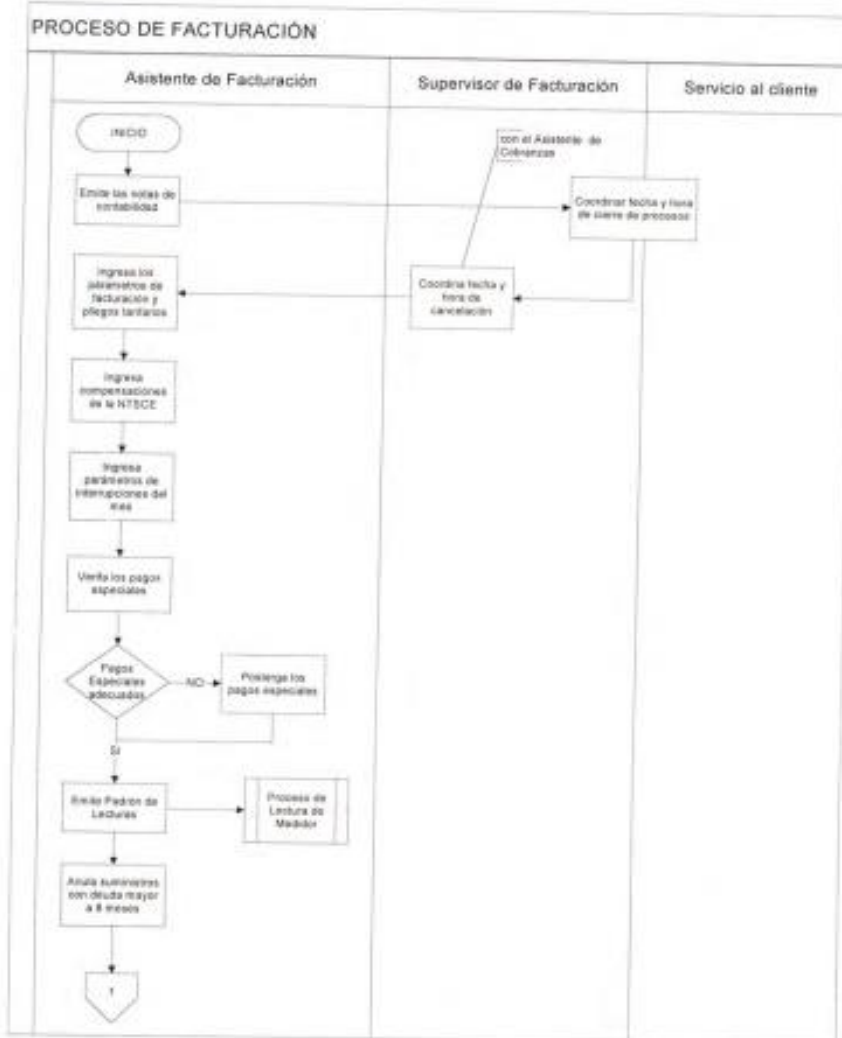 PROCESO DE FACTURACIÓN
Asistente de Facturación
Supervisor de Facturación
Servicio al cliente
INICIO
con el Asistente de
Cobranzas
Emite las notas de
contabilidad
Coordinar fecha y hora
de cierre de procesos
Ingresa los
parámetros de
facturación y
pliegos tarifarios
Coordina fecha y
hora de
cancelación
Ingresa
compensaciones
de la NTSCE
Ingresa
parámetros de
interrupciones del
mes
Verifa los pagos
especiales
Pagos
Especiales
adecuados
NO
Posterga los
pagos especiales
SI
Emite Padrón de
Lecturas
Proceso de
Lectura de
Medidor
Anula suministros
con deuda mayor
a 8 meses
1